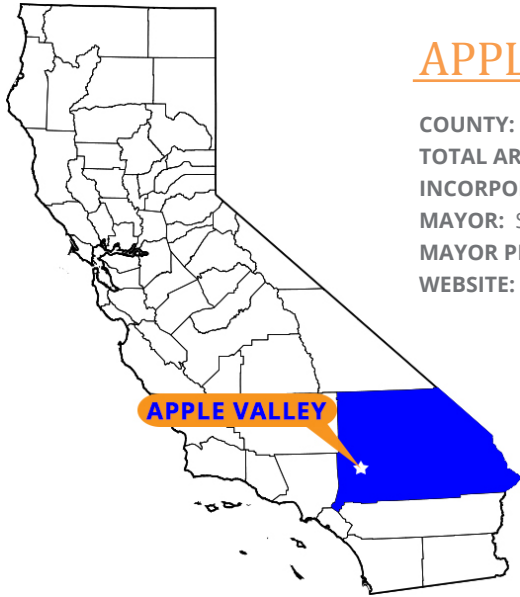 APPL
COUNTY:
TOTAL AR
INCORPO
MAYOR: S
MAYOR P
WEBSITE:
APPLE VALLEY